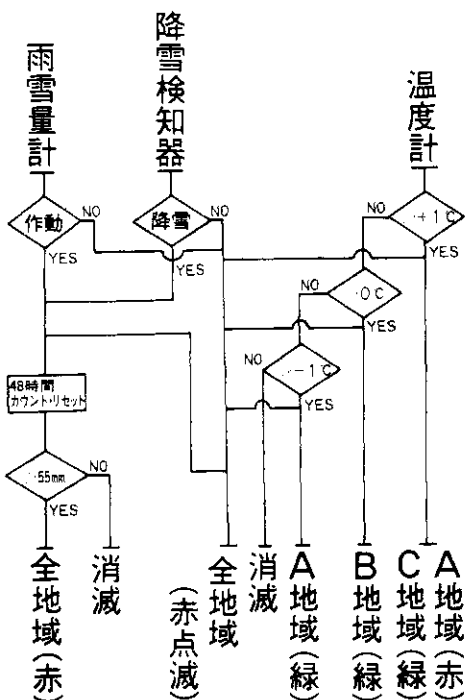 雨雪量計
降雪検知器
温度計
作動
NO
YES
降雪
NO
YES
NO
+1℃
YES
NO
0℃
YES
NO
-1℃
YES
48時間
カウント・リセット
55mm
NO
YES
全地域(赤)
消滅
全地域
(赤点滅)
消滅
A地域(緑)
B地域(緑)
C地域(緑)
A地域(赤)